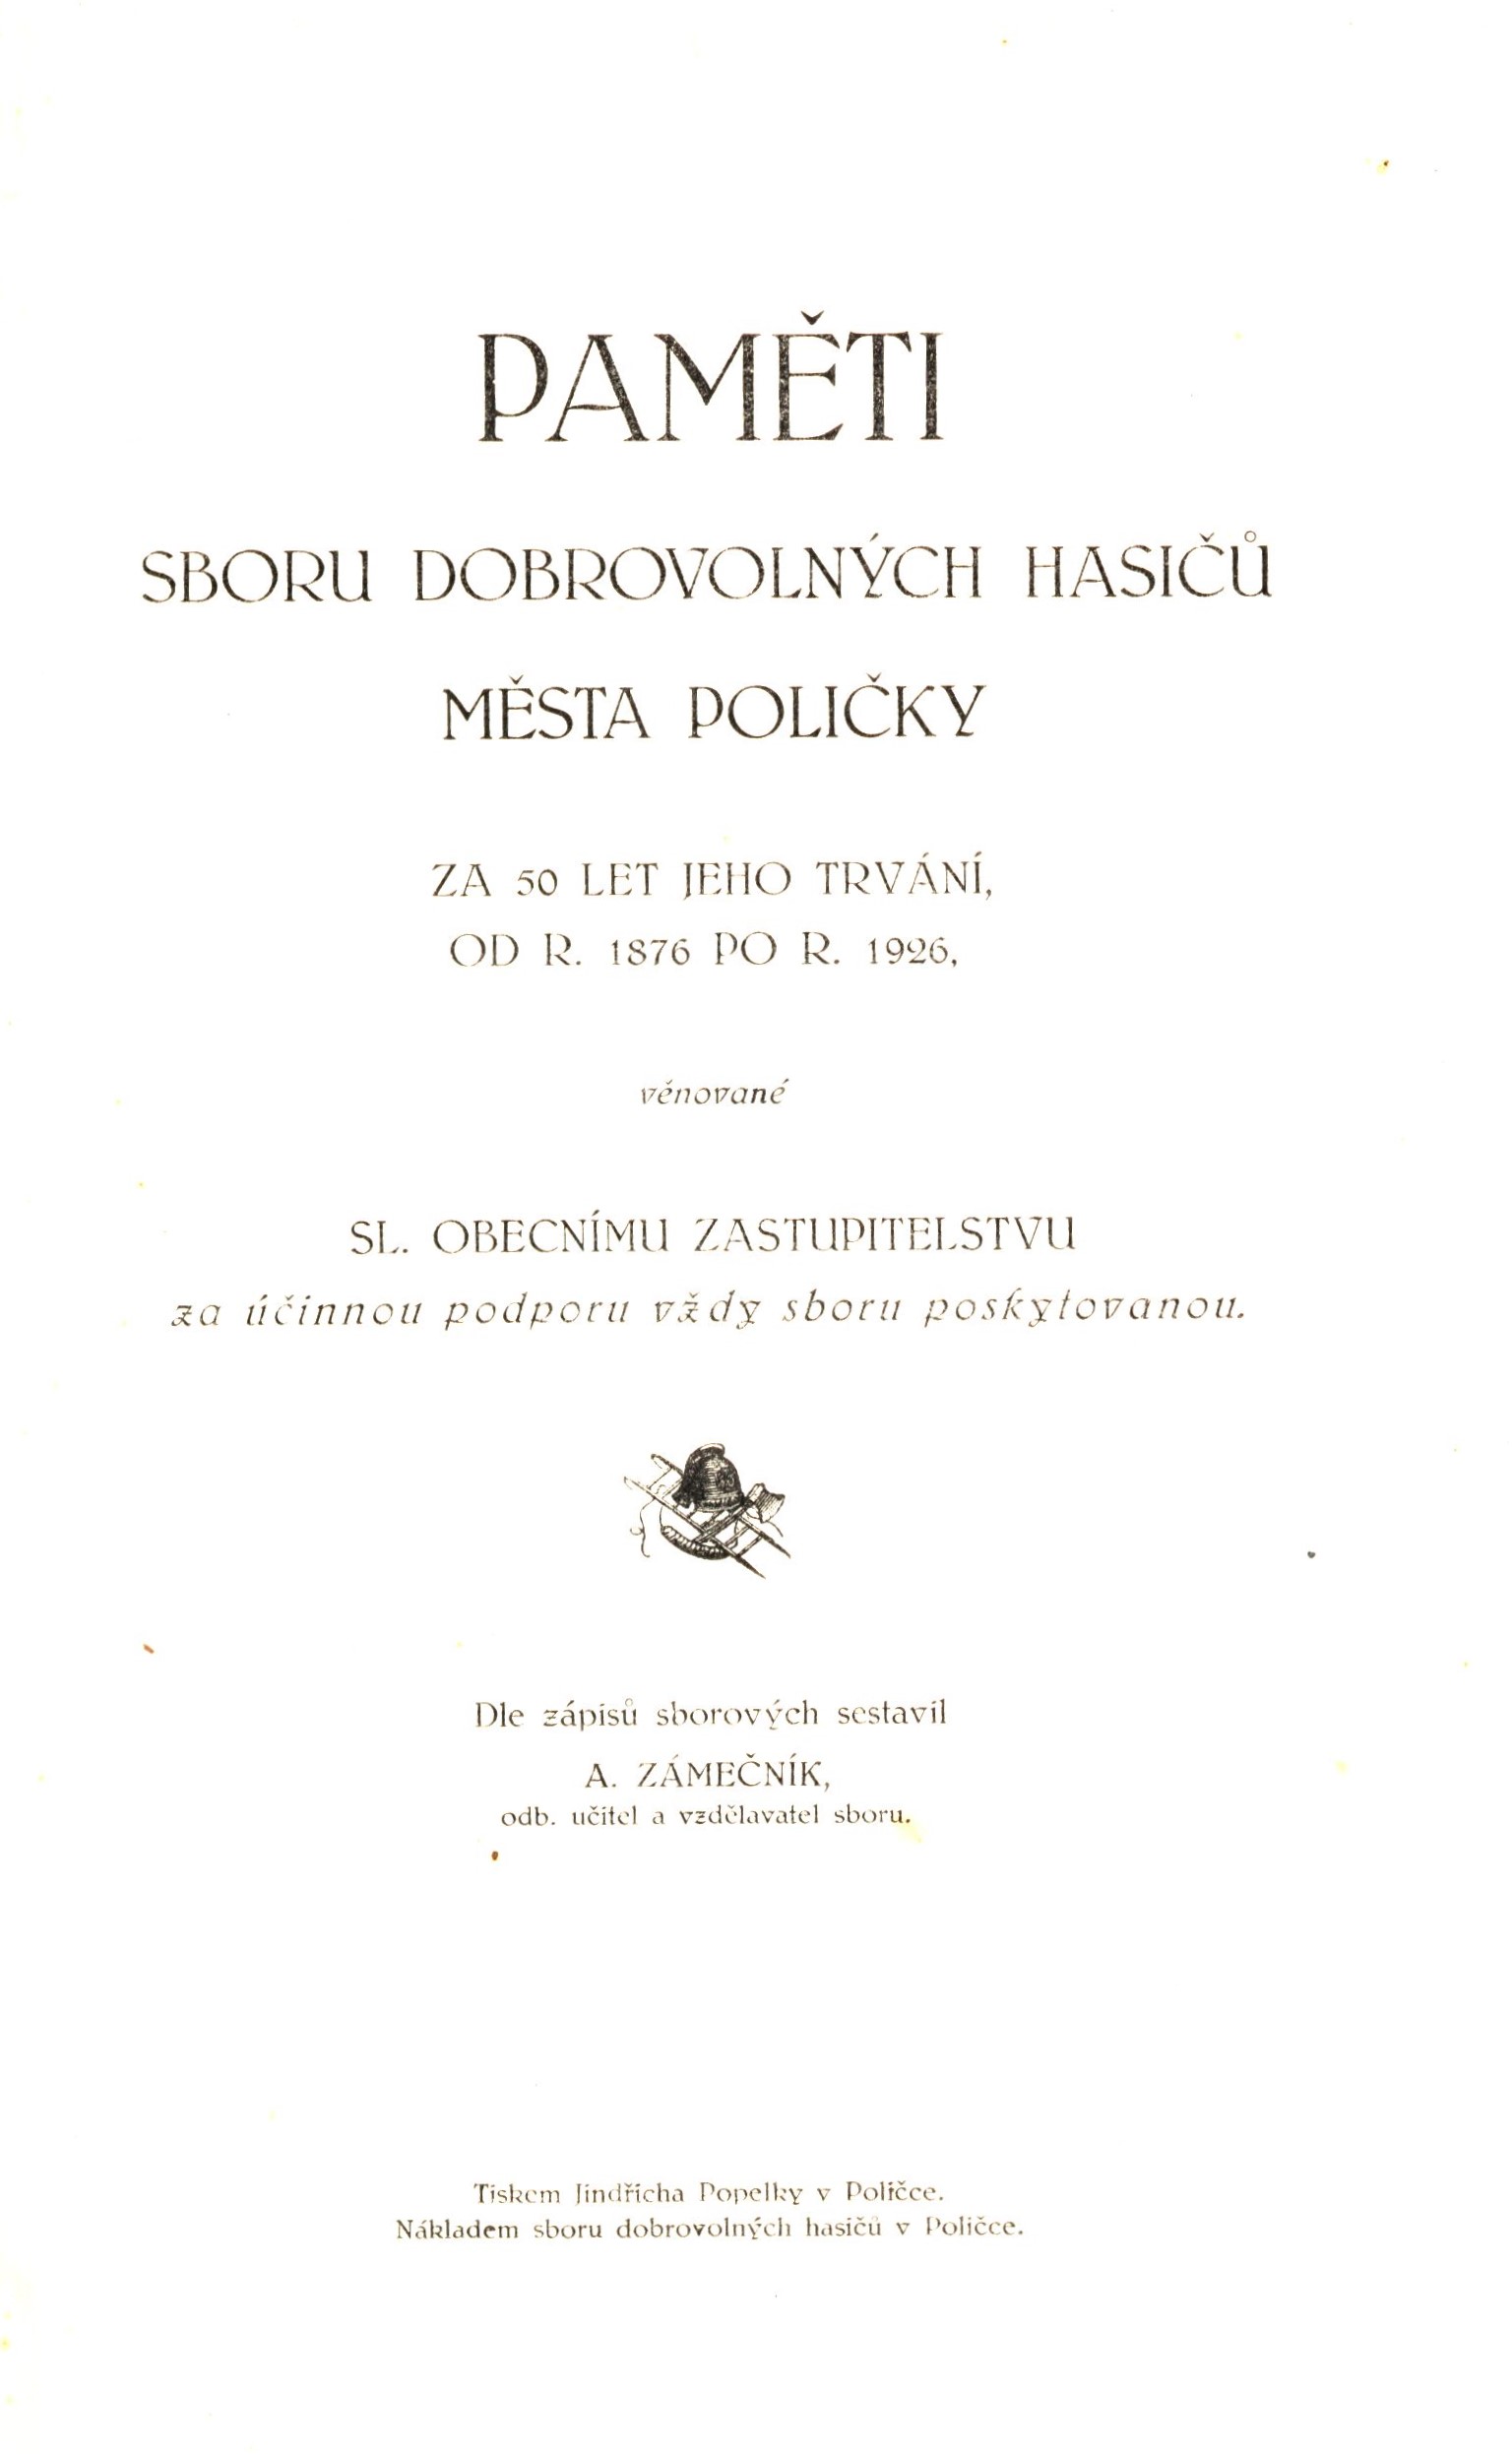 PAMĚTI
SBORU DOBROVOLNÝCH HASIČŮ
MĚSTA POLIČKY
ZA 50 LET JEHO TRVÁNÍ,
OD R. 1876 PO R. 1926,
věnované
SL. OBECNÍMU ZASTUPITELSTVU
za účinnou podporu vždy sboru poskytovanou.
Dle zápisů sborových sestavil
A. ZÁMEČNÍK,
odb. učitel a vzdělavatel sboru.
Tiskem Jindřicha Popelky v Poličce.
Nákladem sboru dobrovolných hasičů v Poličce.